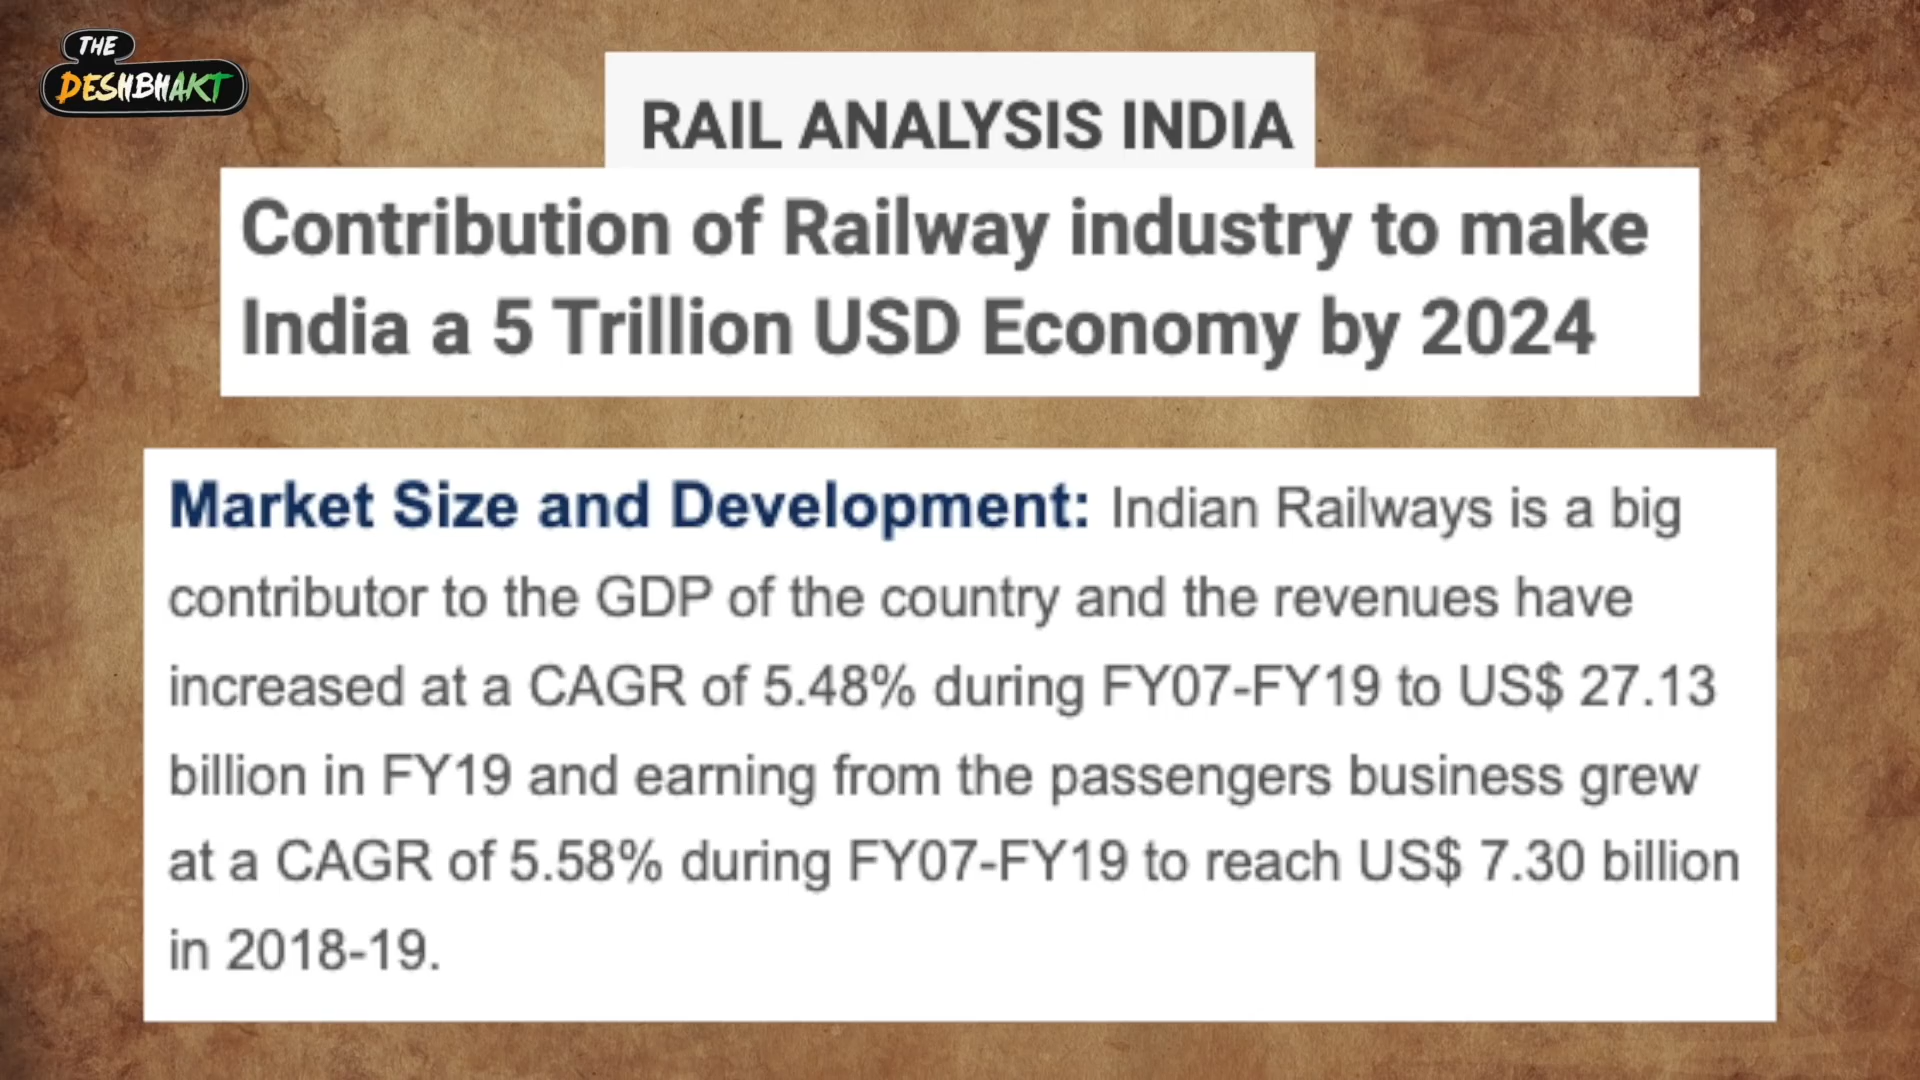 THE
DESHBHAKT
RAIL ANALYSIS INDIA
Contribution of Railway industry to make
India a 5 Trillion USD Economy by 2024
Market Size and Development: Indian Railways is a big
contributor to the GDP of the country and the revenues have
increased at a CAGR of 5.48% during FY07-FY19 to US$ 27.13
billion in FY19 and earning from the passengers business grew
at a CAGR of 5.58% during FY07-FY19 to reach US$ 7.30 billion
in 2018-19.